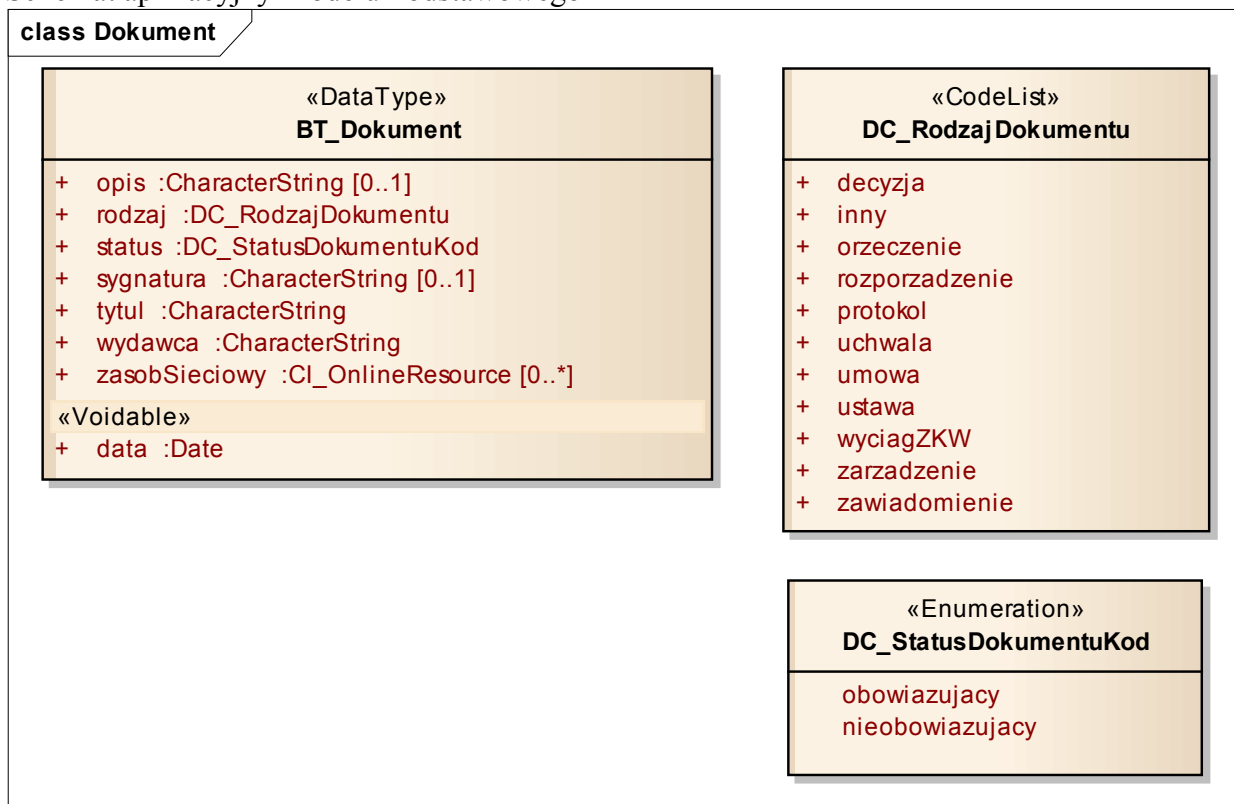 class Dokument
«DataType»
BT_Dokument
+ opis :CharacterString [0..1]
+ rodzaj :DC_RodzajDokumentu
+ status :DC_StatusDokumentuKod
+ sygnatura :CharacterString [0..1]
+ tytul :CharacterString
+ wydawca :CharacterString
+ zasobSieciowy :CI_OnlineResource [0..*]
«Voidable»
+ data :Date
«CodeList»
DC_RodzajDokumentu
+ decyzja
+ inny
+ orzeczenie
+ rozporzadzenie
+ protokol
+ uchwala
+ umowa
+ ustawa
+ wyciagZKW
+ zarzadzenie
+ zawiadomienie
«Enumeration»
DC_StatusDokumentuKod
obowiazujacy
nieobowiazujacy